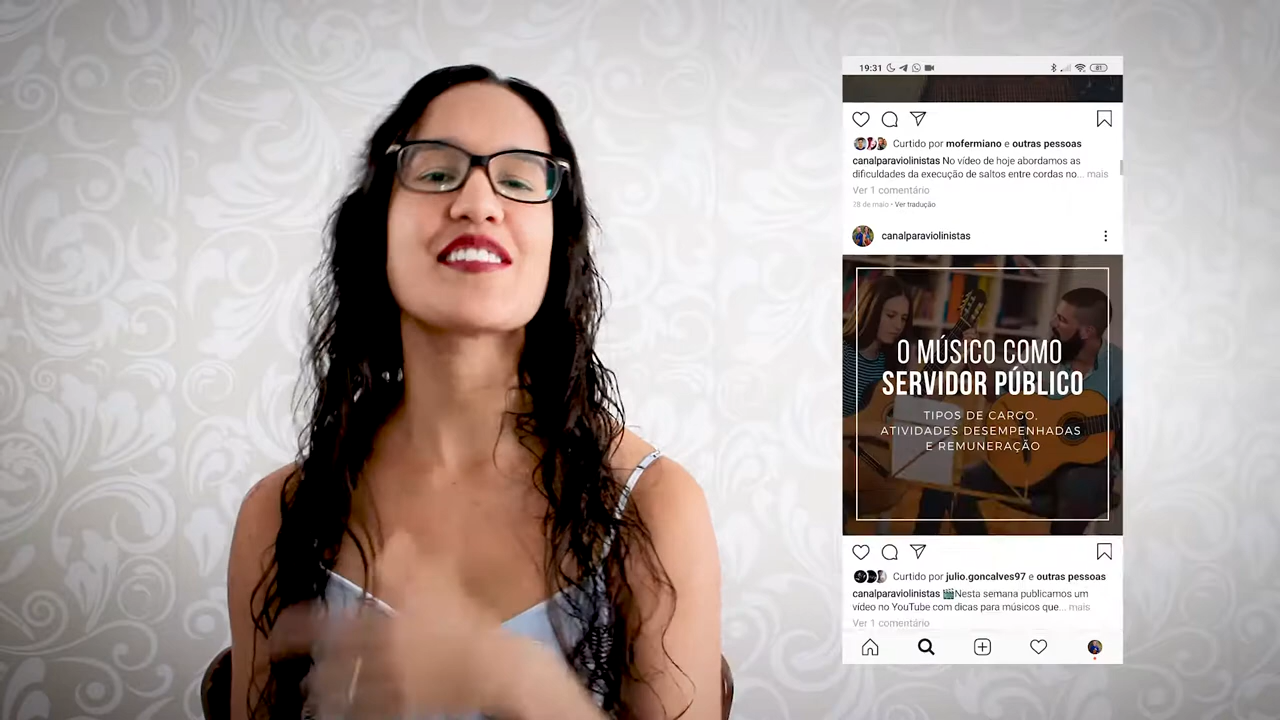 19:31
81
Curtido por mofermiano e outras pessoas
canalparaviolinistas No vídeo de hoje abordamos as
dificuldades da execução de saltos entre cordas no... mais
Ver 1 comentário
28 de maio • Ver tradução
canalparaviolinistas
O MÚSICO COMO
SERVIDOR PÚBLICO
TIPOS DE CARGO.
ATIVIDADES DESEMPENHADAS
E REMUNERAÇÃO
Curtido por julio.goncalves97 e outras pessoas
canalparaviolinistas 🎬Nesta semana publicamos um
vídeo no YouTube com dicas para músicos que... mais
Ver 1 comentário